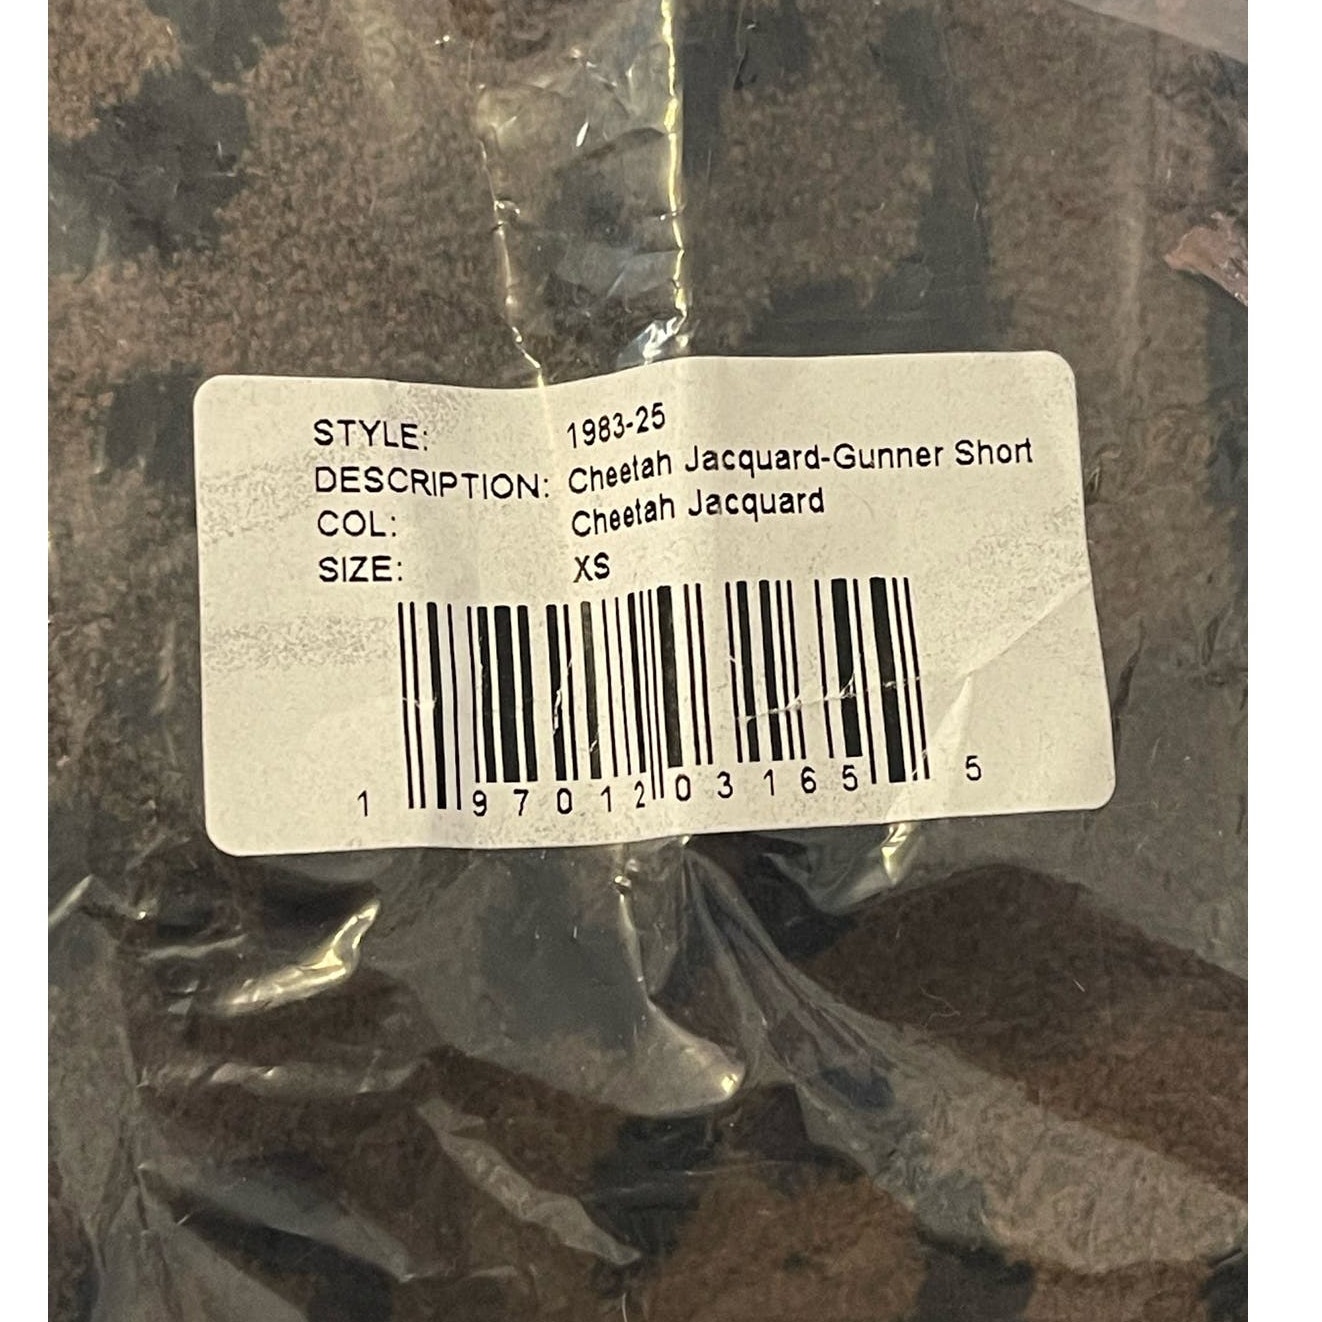 STYLE: 1983-25
DESCRIPTION: Cheetah Jacquard-Gunner Short
COL: Cheetah Jacquard
SIZE: XS
1 97012 03165 5